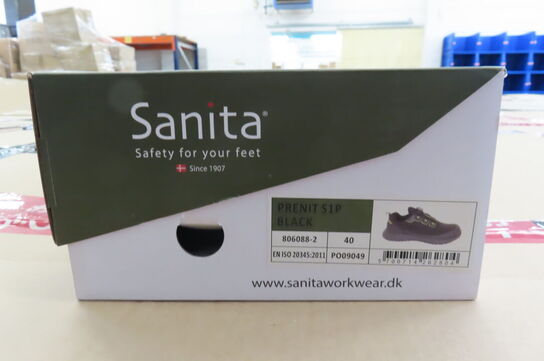 Sanita®
Safety for your feet
Since 1907
PRENIT S1P
BLACK
806088-2 40
EN ISO 20345:2011 PO09049
5700714362604
www.sanitaworkwear.dk